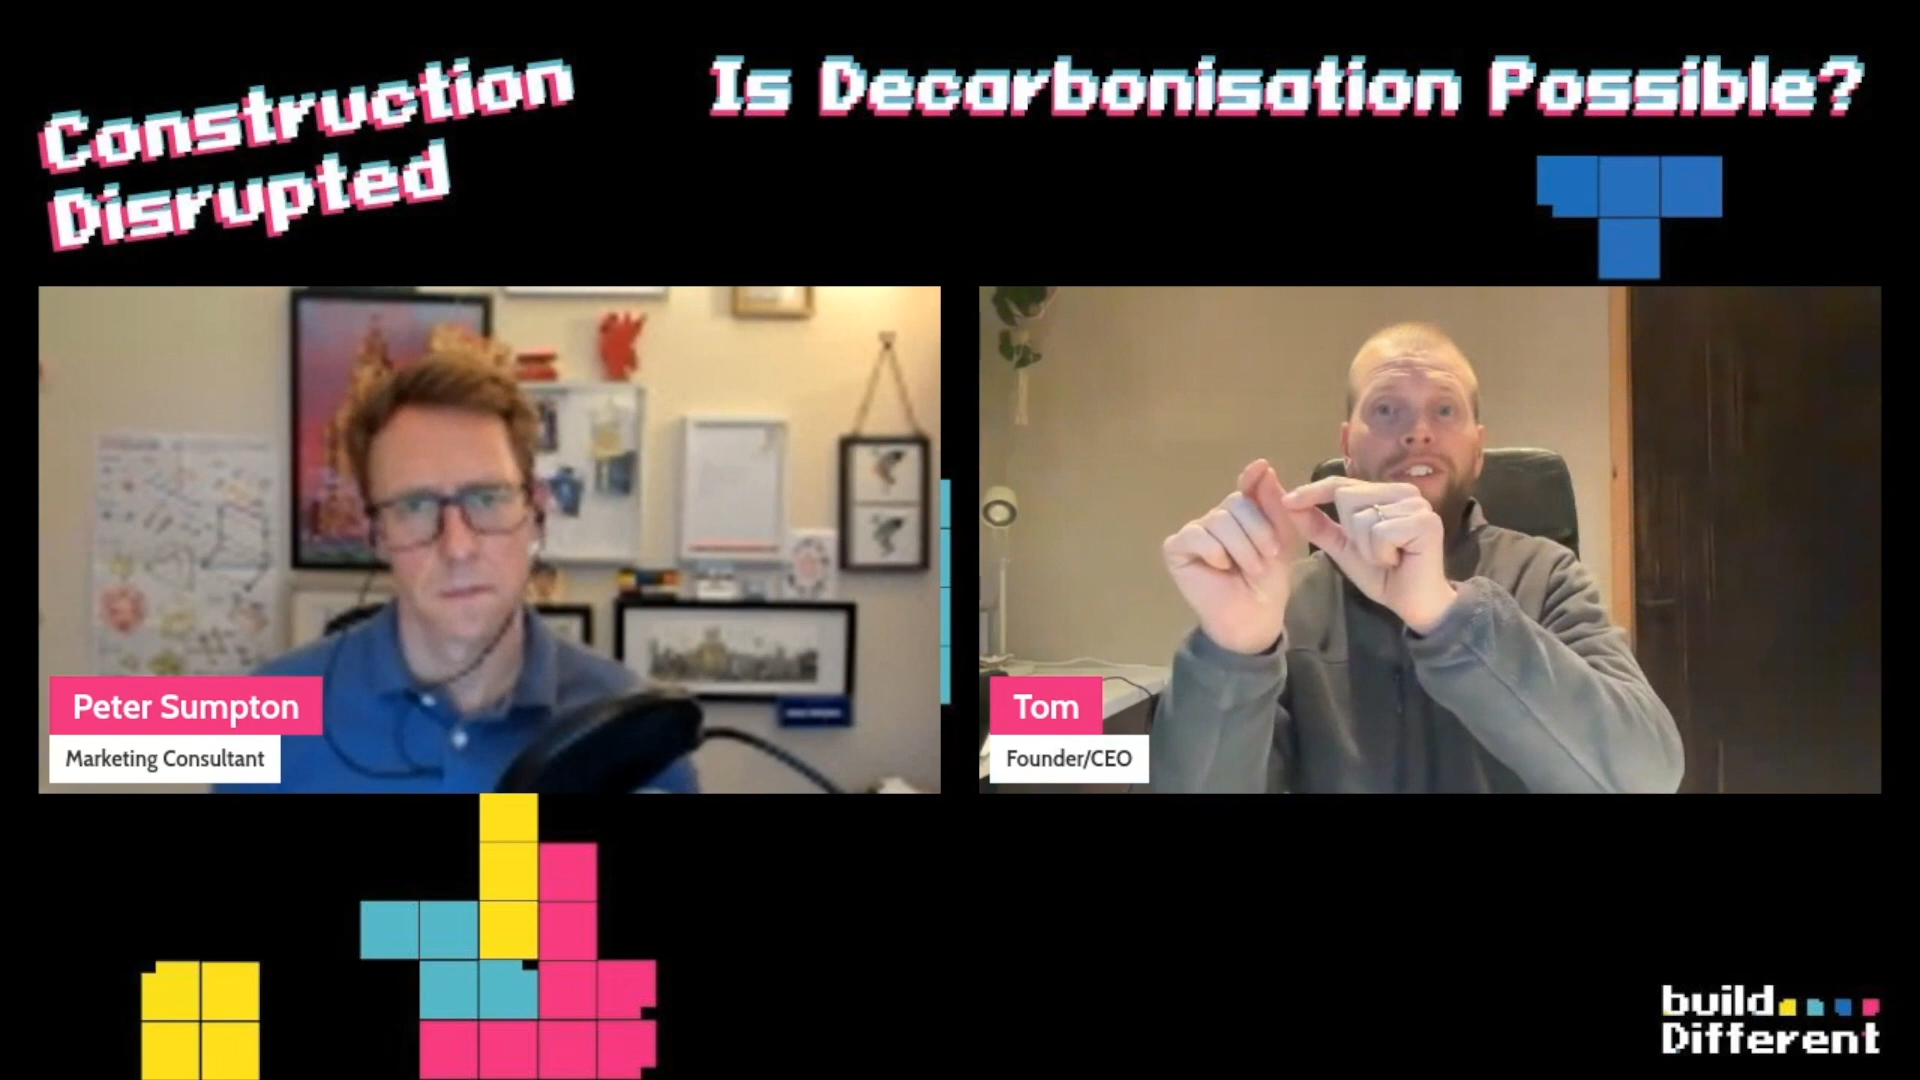 Construction
Disrupted
Is Decarbonisation Possible?
Peter Sumpton
Marketing Consultant
Tom
Founder/CEO
build
Different